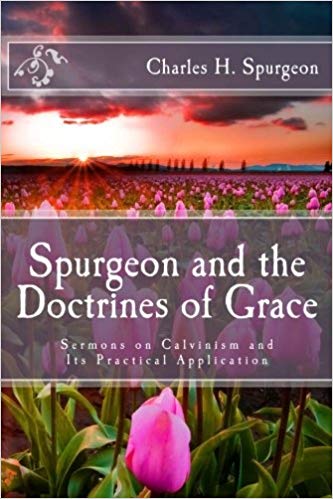 Charles H. Spurgeon
Spurgeon and the
Doctrines of Grace
Sermons on Calvinism and
Its Practical Application